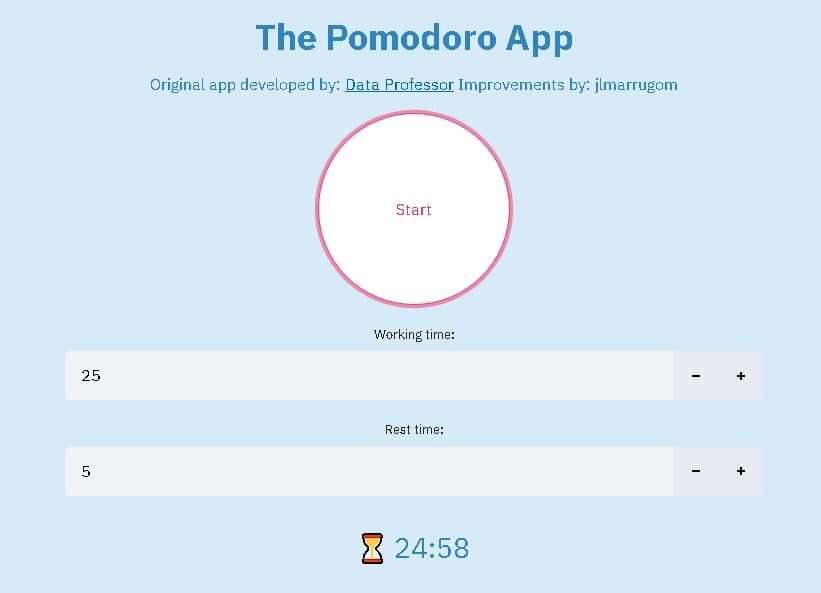 The Pomodoro App
Original app developed by: Data Professor Improvements by: jlmarrugom
Start
Working time:
25 − +
Rest time:
5 − +
24:58